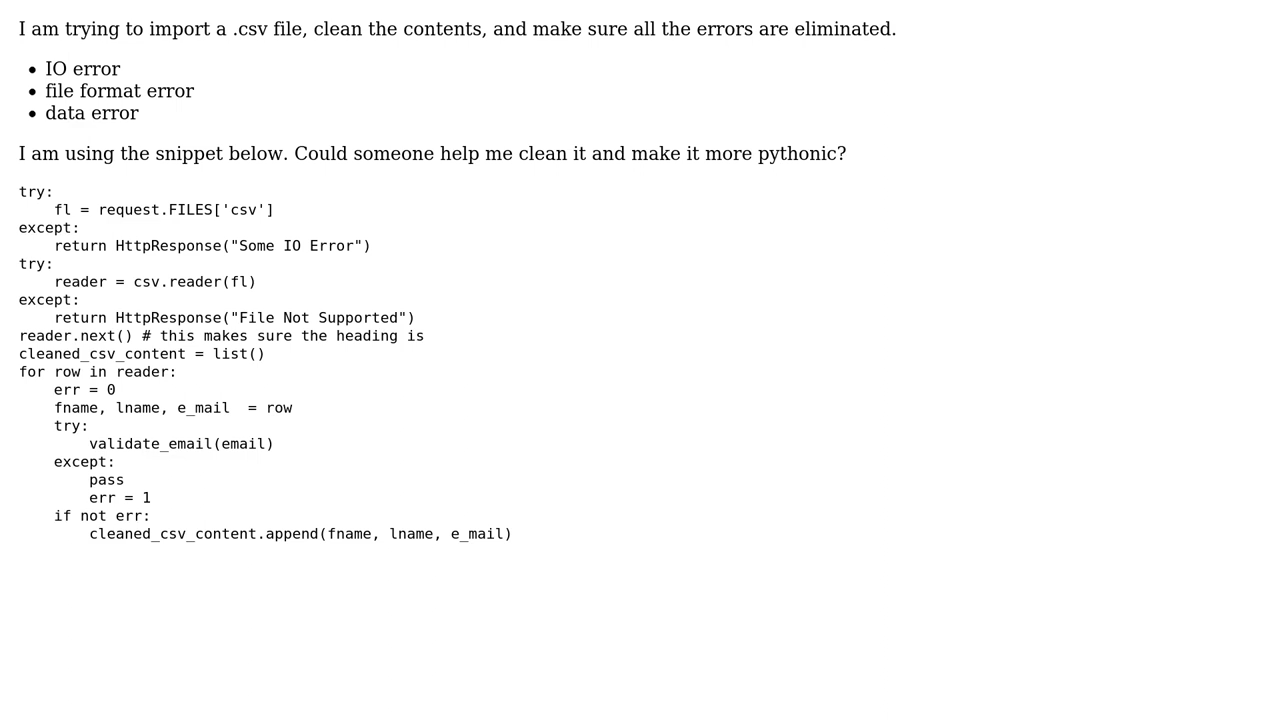 I am trying to import a .csv file, clean the contents, and make sure all the errors are eliminated.
• IO error
• file format error
• data error
I am using the snippet below. Could someone help me clean it and make it more pythonic?
try:
    fl = request.FILES['csv']
except:
    return HttpResponse("Some IO Error")
try:
    reader = csv.reader(fl)
except:
    return HttpResponse("File Not Supported")
reader.next() # this makes sure the heading is
cleaned_csv_content = list()
for row in reader:
    err = 0
    fname, lname, e_mail  = row
    try:
        validate_email(email)
    except:
        pass
        err = 1
    if not err:
        cleaned_csv_content.append(fname, lname, e_mail)